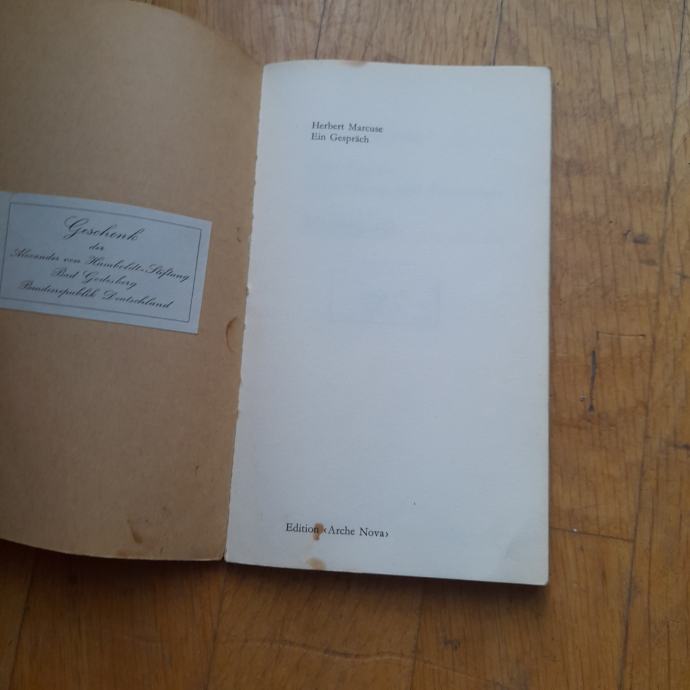 Geschenk
der
Alexander von Humboldt-Stiftung
Bad Godesberg
Bundesrepublik Deutschland
Herbert Marcuse
Ein Gespräch
Edition ‹Arche Nova›